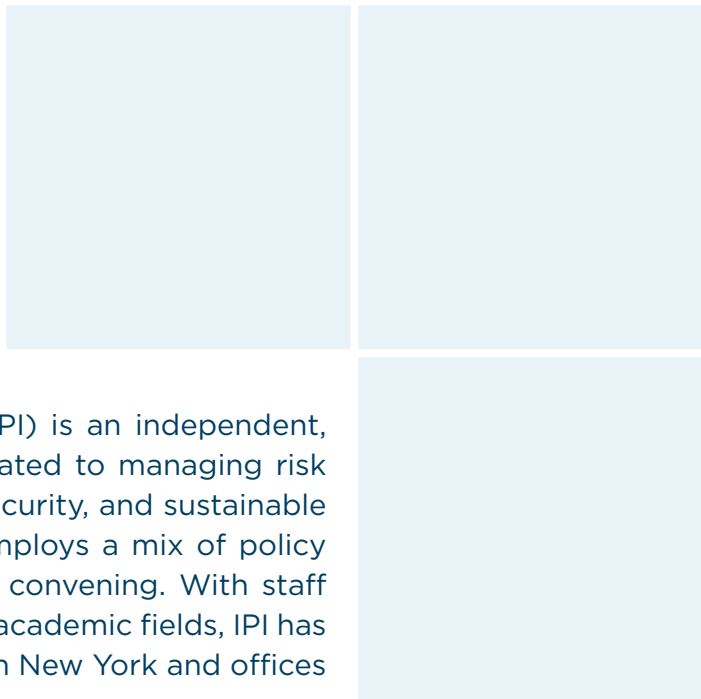 PI) is an independent,
ated to managing risk
curity, and sustainable
mploys a mix of policy
convening. With staff
academic fields, IPI has
n New York and offices